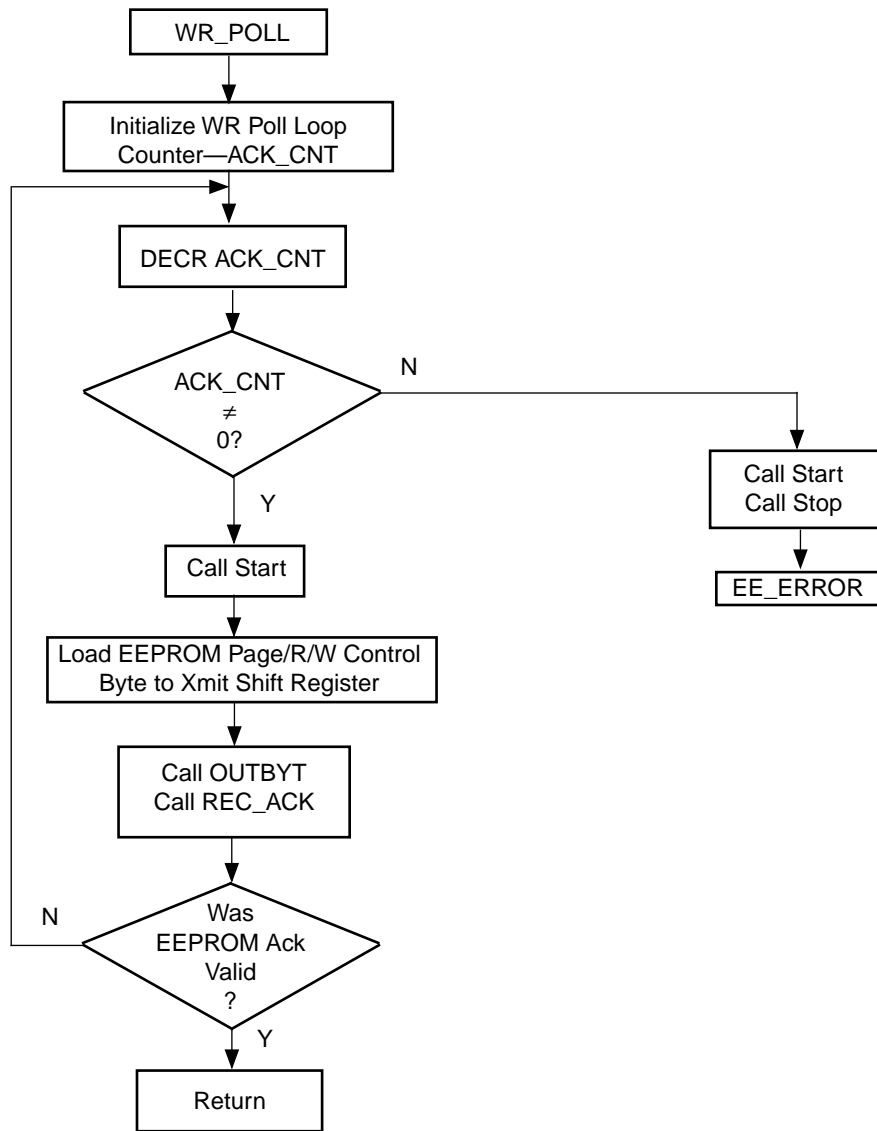 WR_POLL
Initialize WR Poll Loop
Counter—ACK_CNT
DECR ACK_CNT
ACK_CNT
≠
0?
N
Y
Call Start
Call Stop
EE_ERROR
Call Start
Load EEPROM Page/R/W Control
Byte to Xmit Shift Register
Call OUTBYT
Call REC_ACK
Was
EEPROM Ack
Valid
?
N
Y
Return